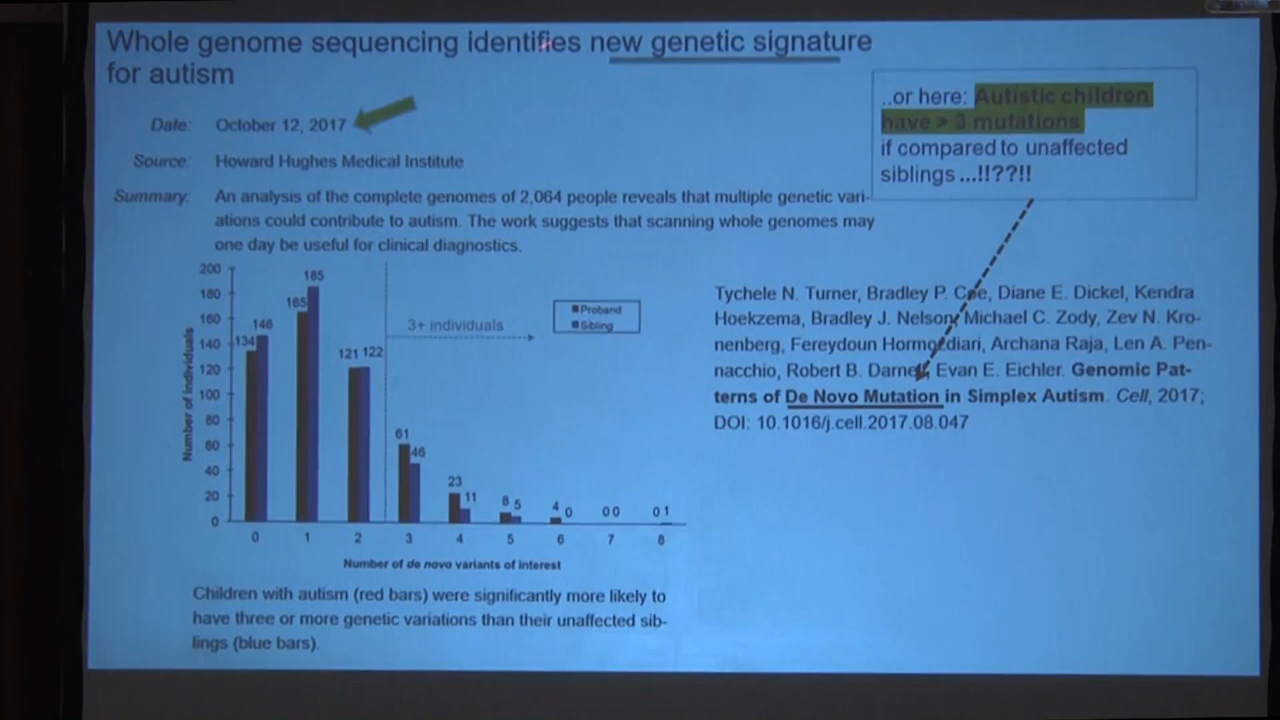 Whole genome sequencing identifies new genetic signature
for autism
..or here: Autistic children
have > 3 mutations
if compared to unaffected
siblings ...!!??!!
Date: October 12, 2017
Source: Howard Hughes Medical Institute
Summary: An analysis of the complete genomes of 2,064 people reveals that multiple genetic vari-
ations could contribute to autism. The work suggests that scanning whole genomes may
one day be useful for clinical diagnostics.
Number of individuals
200
180
160
140
120
100
80
60
40
20
0
134 146
165 185
121 122
61 46
23 11
8 5
4 0
0 0
0 1
3+ individuals
Proband
Sibling
0 1 2 3 4 5 6 7 8
Number of de novo variants of interest
Children with autism (red bars) were significantly more likely to
have three or more genetic variations than their unaffected sib-
lings (blue bars).
Tychele N. Turner, Bradley P. Coe, Diane E. Dickel, Kendra
Hoekzema, Bradley J. Nelson, Michael C. Zody, Zev N. Kro-
nenberg, Fereydoun Hormozdiari, Archana Raja, Len A. Pen-
nacchio, Robert B. Darnell, Evan E. Eichler. Genomic Pat-
terns of De Novo Mutation in Simplex Autism. Cell, 2017;
DOI: 10.1016/j.cell.2017.08.047